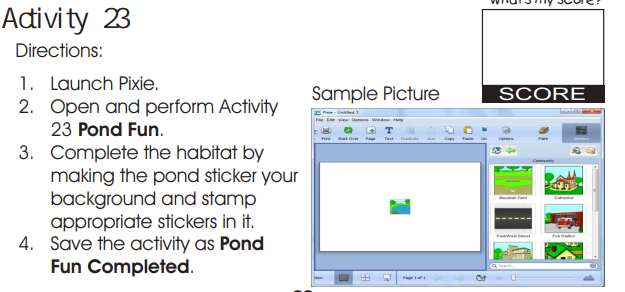 What's my score?
Activity 23
Directions:
1. Launch Pixie.
2. Open and perform Activity
23 Pond Fun.
3. Complete the habitat by
making the pond sticker your
background and stamp
appropriate stickers in it.
4. Save the activity as Pond
Fun Completed.
SCORE
Sample Picture
Pixie - Untitled 3
File Edit View Options Window Help
Print Start Over Page Text Duplicate Copy Paste Options Paint
Community
Baseball Field Cathedral
East/West Street Fire Station
Search
View Page 1 of 1